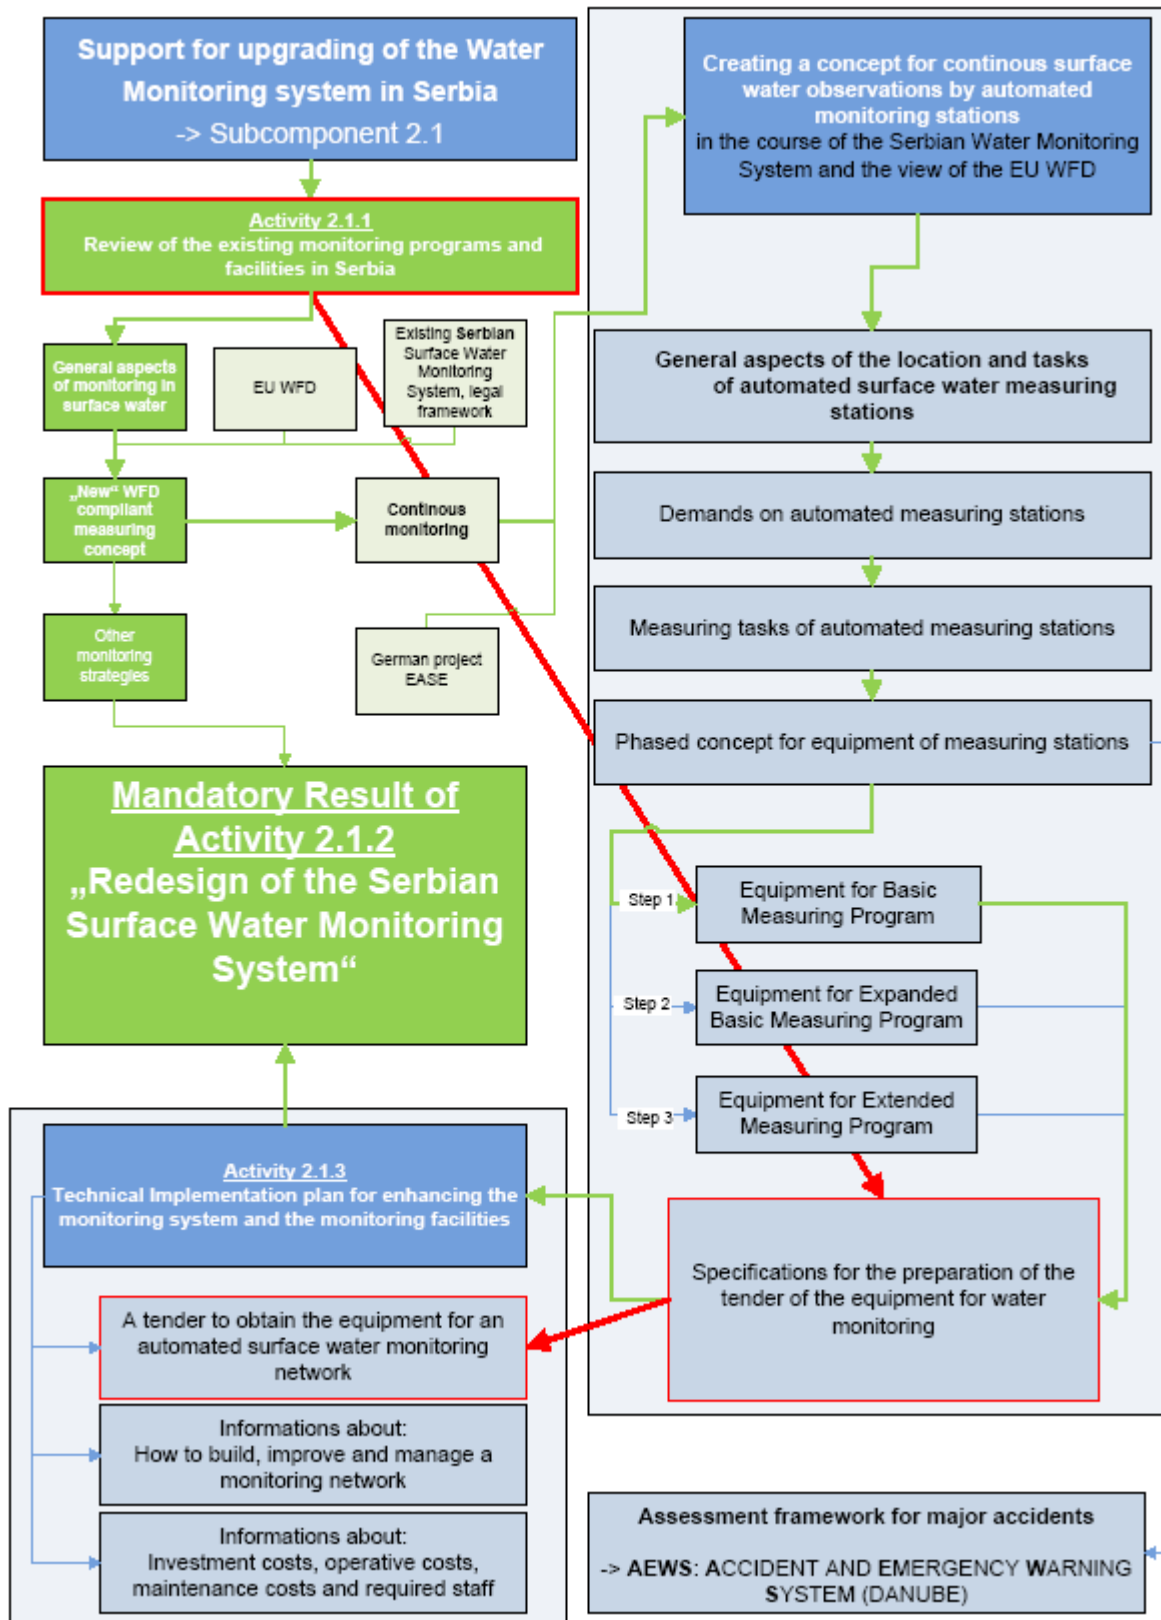 Support for upgrading of the Water
Monitoring system in Serbia
-> Subcomponent 2.1
Activity 2.1.1
Review of the existing monitoring programs and
facilities in Serbia
General aspects
of monitoring in
surface water
EU WFD
Existing Serbian
Surface Water
Monitoring
System, legal
framework
„New“ WFD
compliant
measuring
concept
Continous
monitoring
Other
monitoring
strategies
German project
EASE
Mandatory Result of
Activity 2.1.2
„Redesign of the Serbian
Surface Water Monitoring
System“
Activity 2.1.3
Technical Implementation plan for enhancing the
monitoring system and the monitoring facilities
A tender to obtain the equipment for an
automated surface water monitoring
network
Informations about:
How to build, improve and manage a
monitoring network
Informations about:
Investment costs, operative costs,
maintenance costs and required staff
Creating a concept for continous surface
water observations by automated
monitoring stations
in the course of the Serbian Water Monitoring
System and the view of the EU WFD
General aspects of the location and tasks
of automated surface water measuring
stations
Demands on automated measuring stations
Measuring tasks of automated measuring stations
Phased concept for equipment of measuring stations
Step 1
Equipment for Basic
Measuring Program
Step 2
Equipment for Expanded
Basic Measuring Program
Step 3
Equipment for Extended
Measuring Program
Specifications for the preparation of the
tender of the equipment for water
monitoring
Assessment framework for major accidents
-> AEWS: ACCIDENT AND EMERGENCY WARNING
SYSTEM (DANUBE)